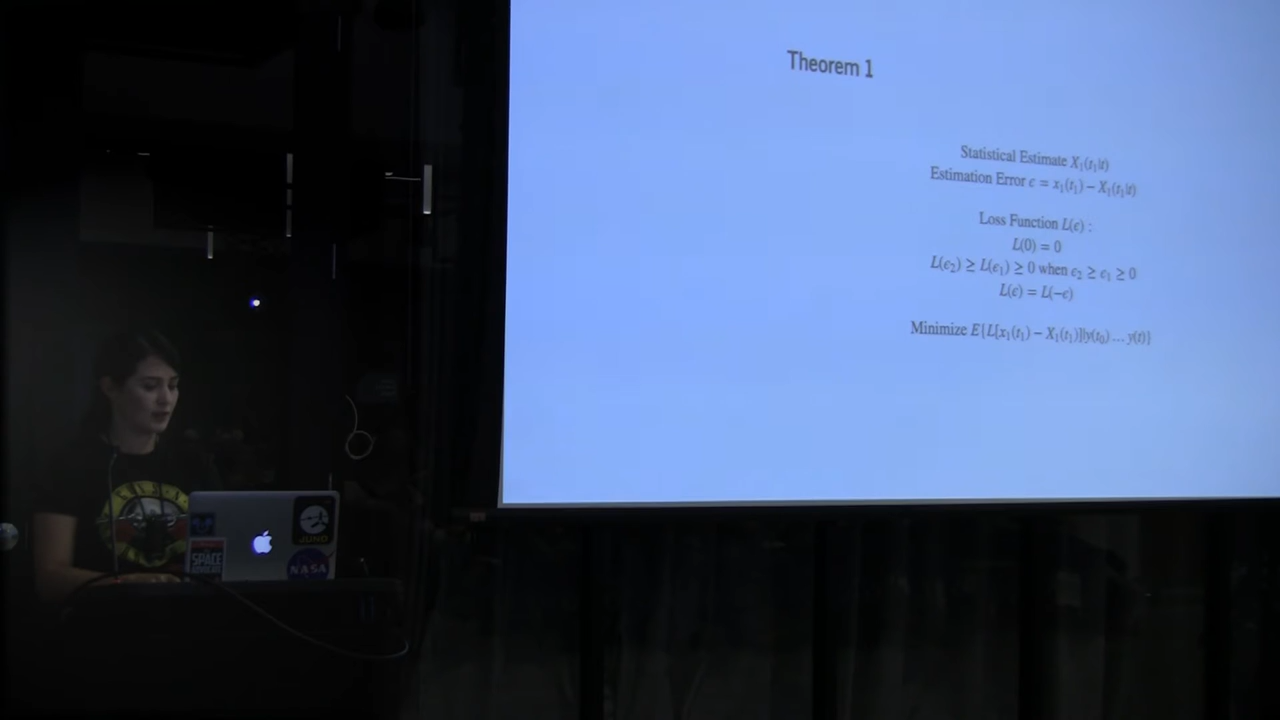 Theorem 1
Statistical Estimate X₁(t₁|t)
Estimation Error ϵ = x₁(t₁) − X₁(t₁|t)
Loss Function L(ϵ) :
L(0) = 0
L(ϵ₂) ≥ L(ϵ₁) ≥ 0 when ϵ₂ ≥ ϵ₁ ≥ 0
L(ϵ) = L(−ϵ)
Minimize E{L[x₁(t₁) − X₁(t₁)]|y(t₀) … y(t)}
JUNO
SPACE
NASA